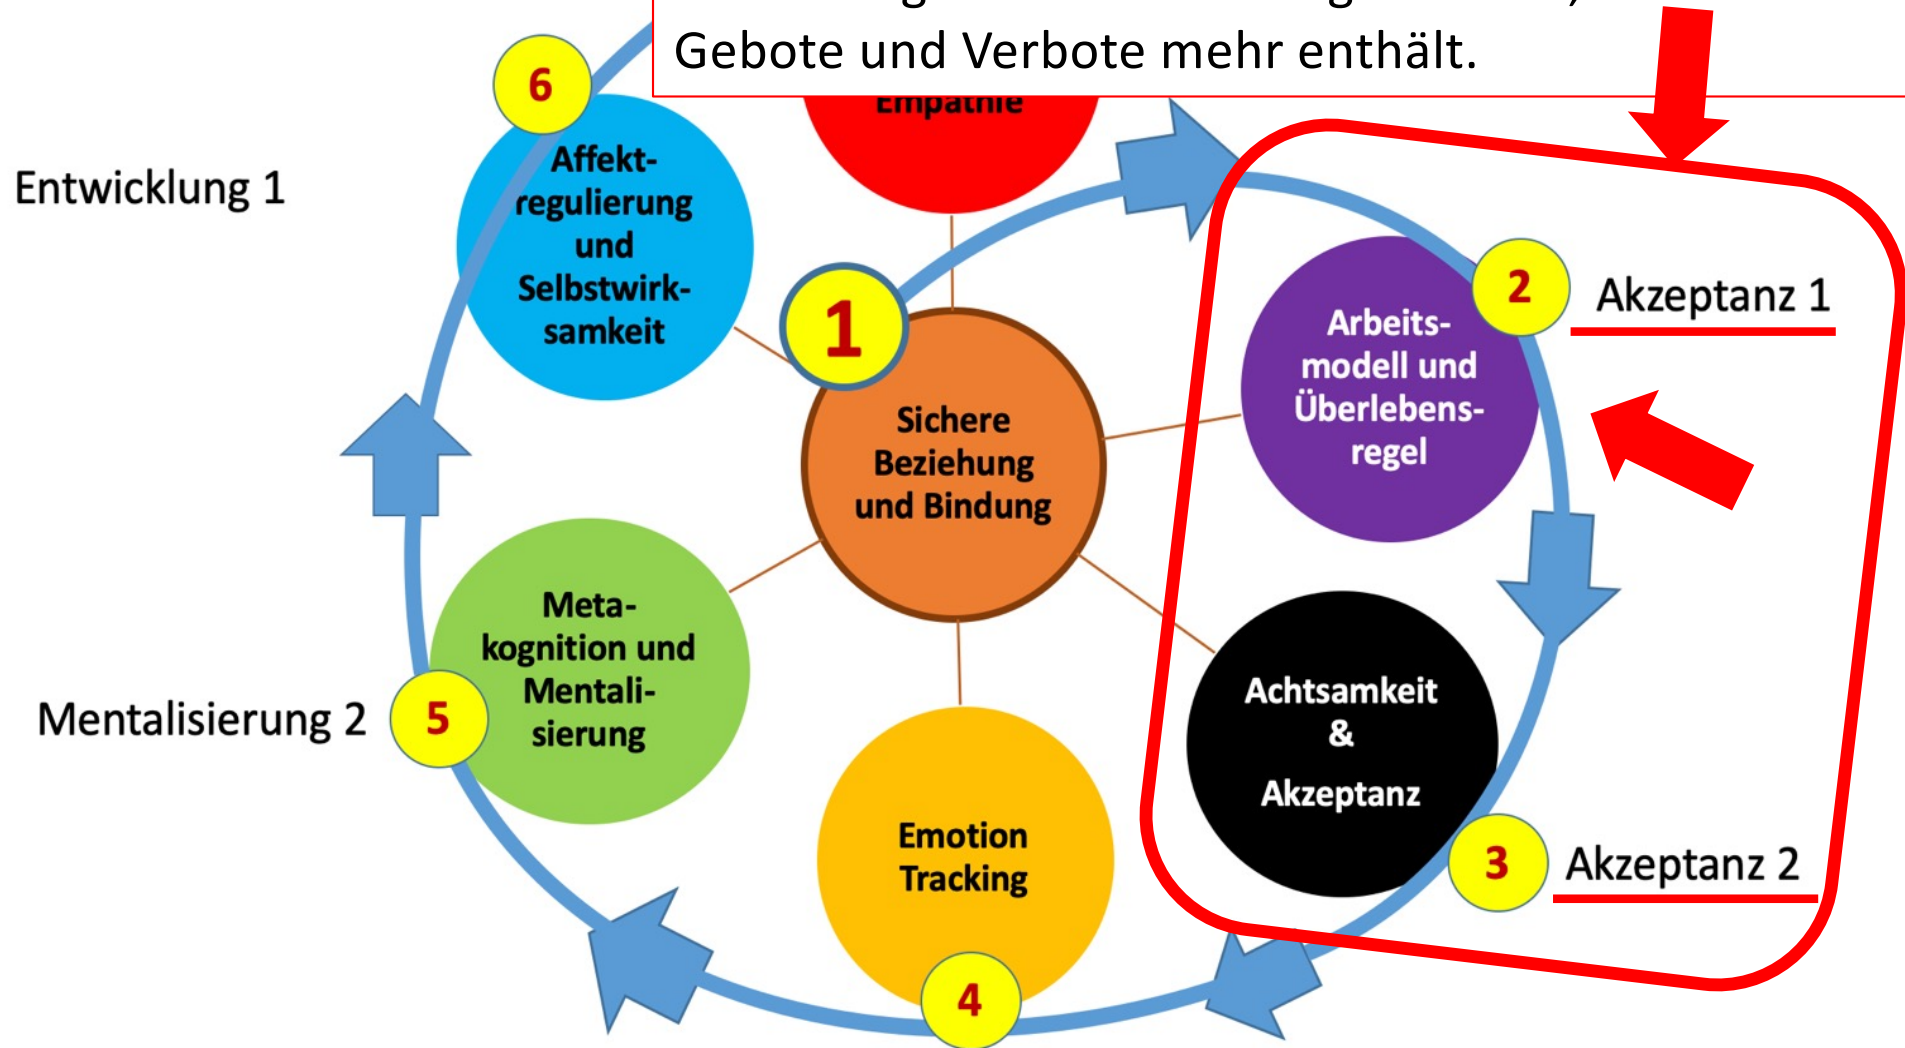 Gebote und Verbote mehr enthält.
Empathie
6
Affekt-
regulierung
und
Selbstwirk-
samkeit
Entwicklung 1
1
Sichere
Beziehung
und Bindung
2
Akzeptanz 1
Arbeits-
modell und
Überlebens-
regel
Achtsamkeit
&
Akzeptanz
3
Akzeptanz 2
Emotion
Tracking
4
Meta-
kognition und
Mentali-
sierung
5
Mentalisierung 2